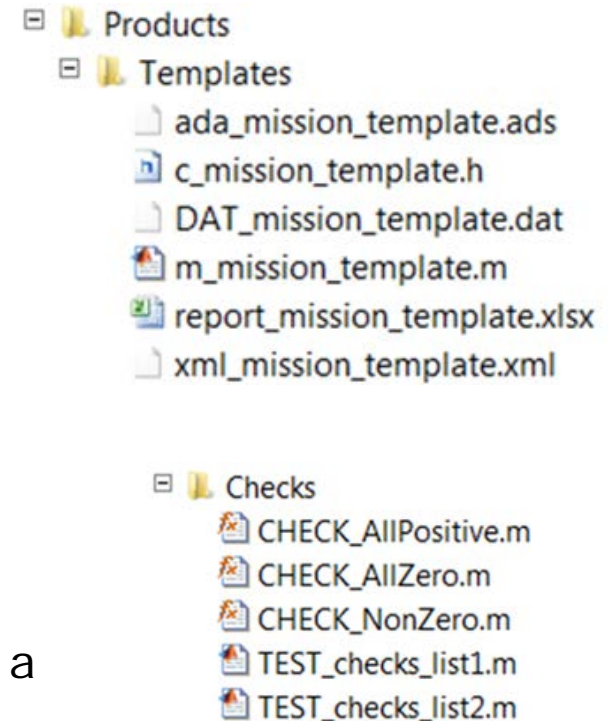 Products
Templates
ada_mission_template.ads
c_mission_template.h
DAT_mission_template.dat
m_mission_template.m
report_mission_template.xlsx
xml_mission_template.xml
Checks
CHECK_AllPositive.m
CHECK_AllZero.m
CHECK_NonZero.m
a TEST_checks_list1.m
TEST_checks_list2.m